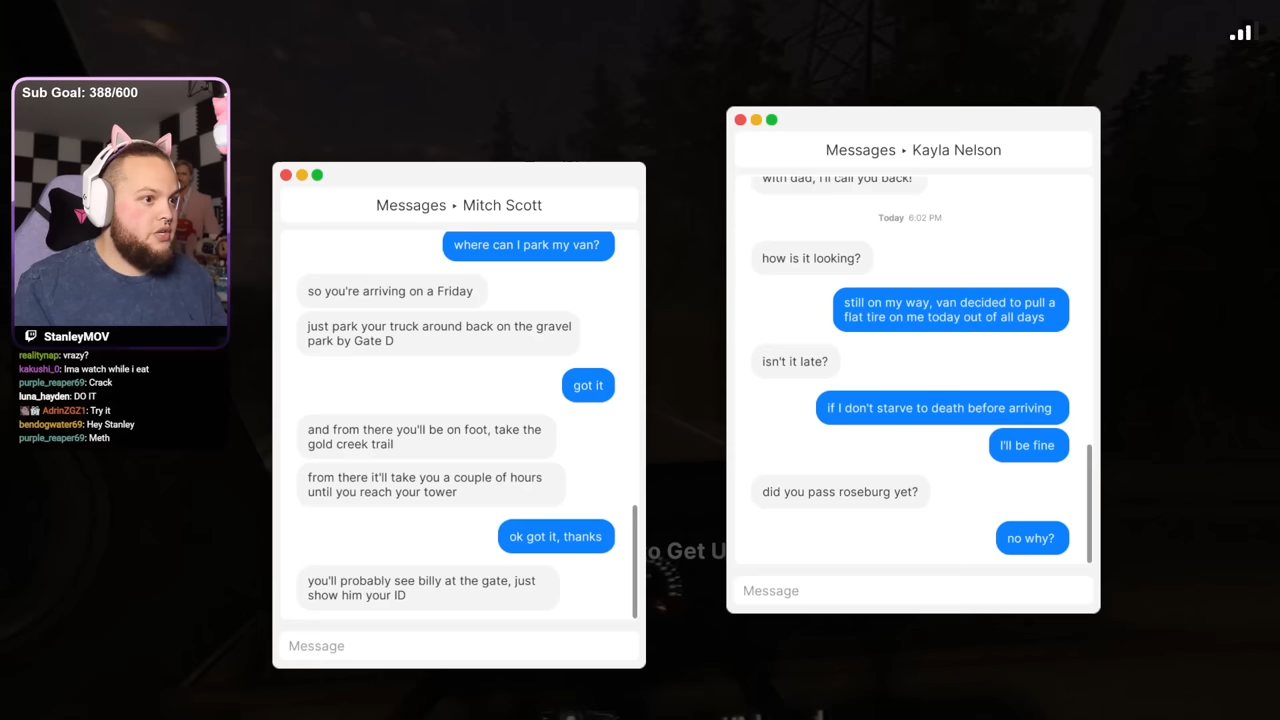 Sub Goal: 388/600
StanleyMOV
realitynap: vrazy?
kakushi_0: Ima watch while i eat
purple_reaper69: Crack
luna_hayden: DO IT
AdrinZGZ1: Try it
bendogwater69: Hey Stanley
purple_reaper69: Meth
Messages ▸ Mitch Scott
where can I park my van?
so you're arriving on a Friday
just park your truck around back on the gravel
park by Gate D
got it
and from there you'll be on foot, take the
gold creek trail
from there it'll take you a couple of hours
until you reach your tower
ok got it, thanks
you'll probably see billy at the gate, just
show him your ID
Message
o Get U
Messages ▸ Kayla Nelson
with dad, I'll call you back!
Today 6:02 PM
how is it looking?
still on my way, van decided to pull a
flat tire on me today out of all days
isn't it late?
if I don't starve to death before arriving
I'll be fine
did you pass roseburg yet?
no why?
Message